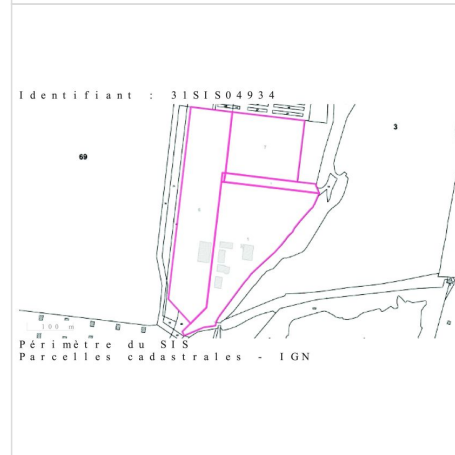 Identifiant : 31SIS04934
3
69
100 m
Périmètre du SIS
Parcelles cadastrales - IGN